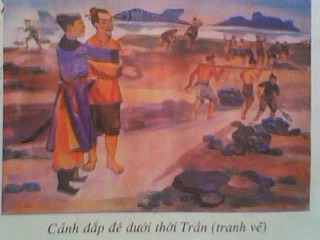 Cảnh đắp đê dưới thời Trần (tranh vẽ)